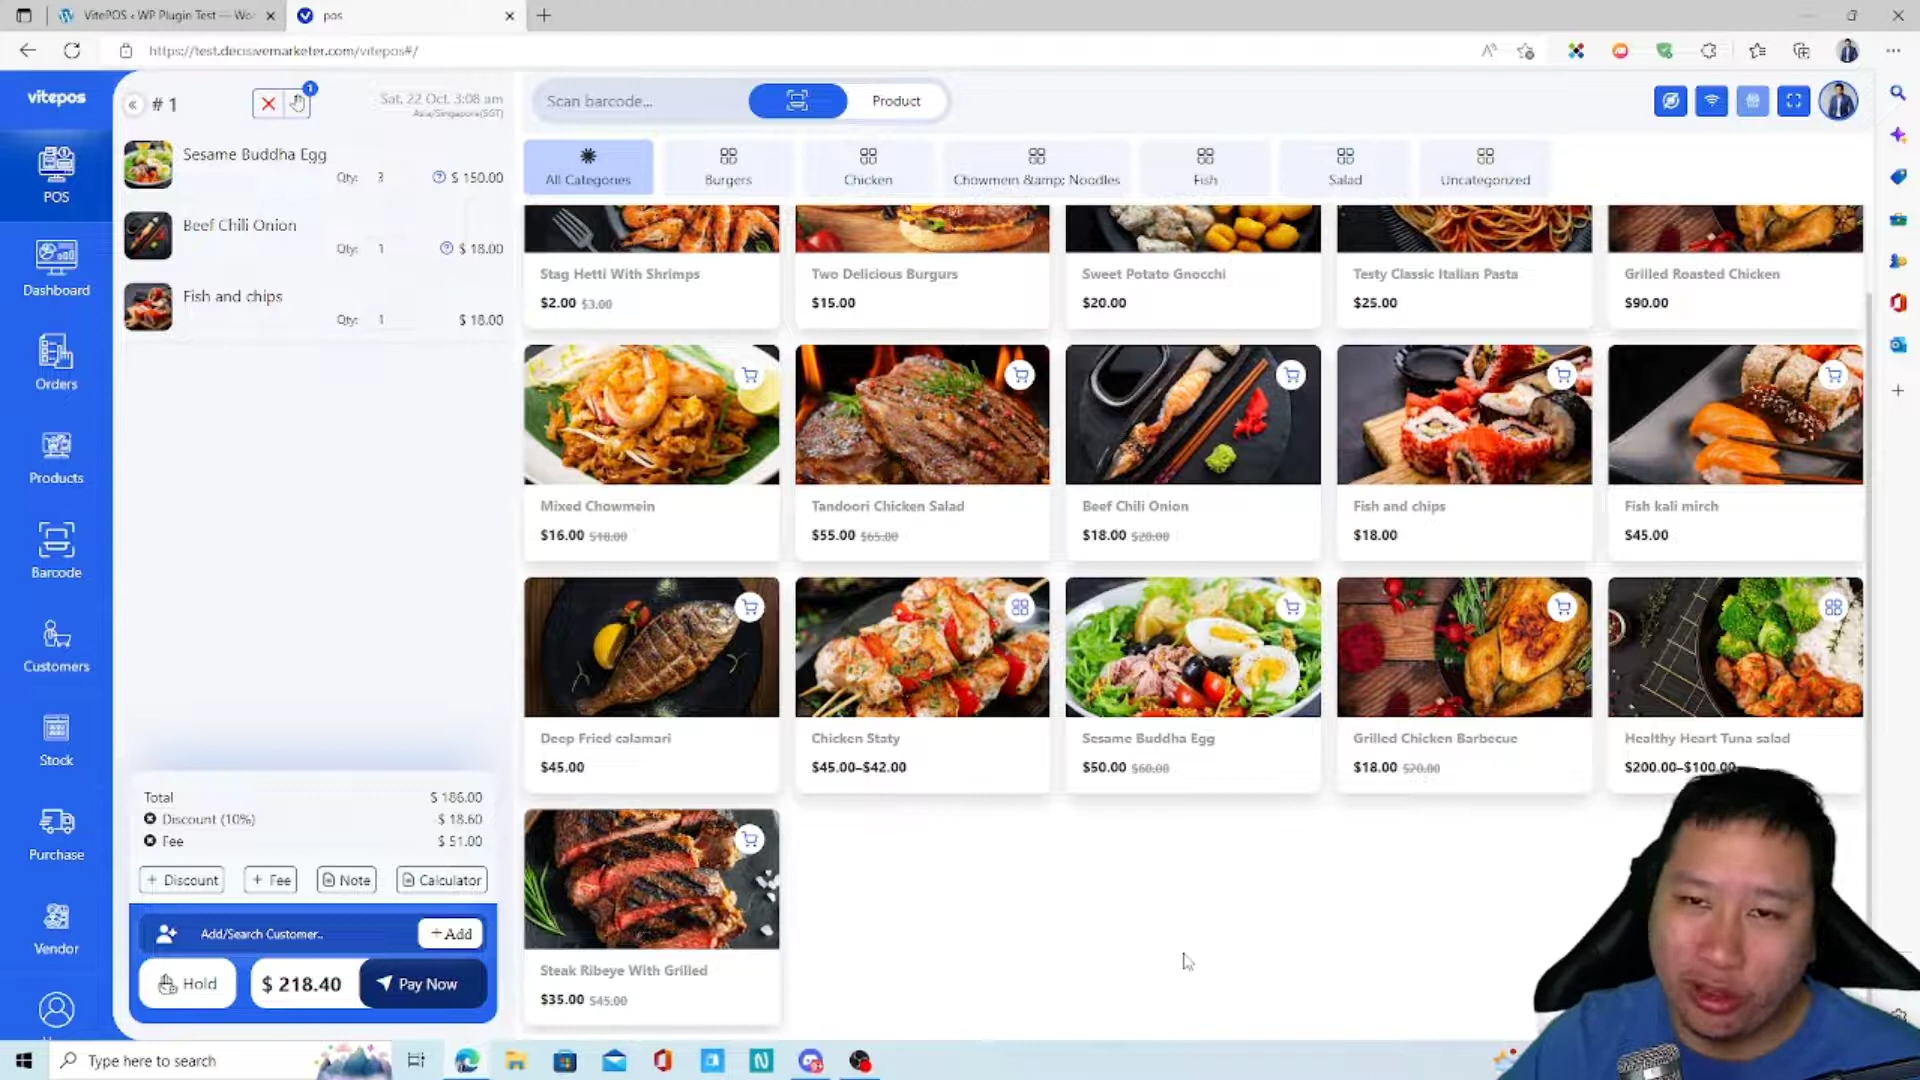 VitePOS ‹ WP Plugin Test — Wo
pos
https://test.decisivemarketer.com/vitepos#/
vitepos
# 1
1
Sat, 22 Oct, 3:08 am
Asia/Singapore(SGT)
Scan barcode...
Product
POS
Dashboard
Orders
Products
Barcode
Customers
Stock
Purchase
Vendor
Sesame Buddha Egg
Qty: 3 $ 150.00
Beef Chili Onion
Qty: 1 $ 18.00
Fish and chips
Qty: 1 $ 18.00
All Categories
Burgers
Chicken
Chowmein &amp; Noodles
Fish
Salad
Uncategorized
Stag Hetti With Shrimps
$2.00 $3.00
Two Delicious Burgurs
$15.00
Sweet Potato Gnocchi
$20.00
Testy Classic Italian Pasta
$25.00
Grilled Roasted Chicken
$90.00
Mixed Chowmein
$16.00 $18.00
Tandoori Chicken Salad
$55.00 $65.00
Beef Chili Onion
$18.00 $20.00
Fish and chips
$18.00
Fish kali mirch
$45.00
Deep Fried calamari
$45.00
Chicken Staty
$45.00–$42.00
Sesame Buddha Egg
$50.00 $60.00
Grilled Chicken Barbecue
$18.00 $20.00
Healthy Heart Tuna salad
$200.00–$100.00
Steak Ribeye With Grilled
$35.00 $45.00
Total $ 186.00
Discount (10%) -$ 18.60
Fee $ 51.00
+ Discount
+ Fee
Note
Calculator
Add/Search Customer..
+Add
Hold
$ 218.40
Pay Now
Type here to search